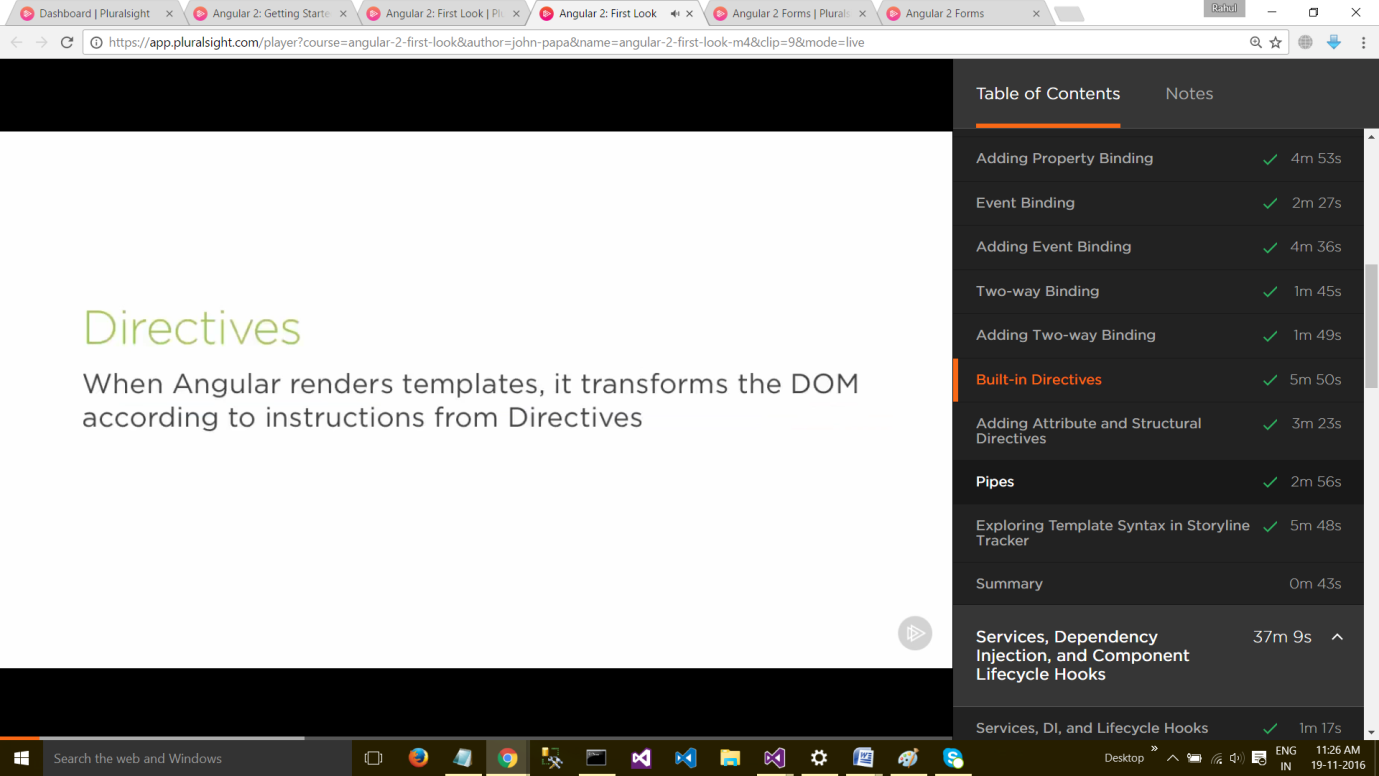 Dashboard | Pluralsight
Angular 2: Getting Starte
Angular 2: First Look | Pl
Angular 2: First Look
Angular 2 Forms | Plurals
Angular 2 Forms
Rahul
https://app.pluralsight.com/player?course=angular-2-first-look&author=john-papa&name=angular-2-first-look-m4&clip=9&mode=live
Directives
When Angular renders templates, it transforms the DOM
according to instructions from Directives
Table of Contents
Notes
Adding Property Binding 4m 53s
Event Binding 2m 27s
Adding Event Binding 4m 36s
Two-way Binding 1m 45s
Adding Two-way Binding 1m 49s
Built-in Directives 5m 50s
Adding Attribute and Structural 3m 23s
Directives
Pipes 2m 56s
Exploring Template Syntax in Storyline 5m 48s
Tracker
Summary 0m 43s
Services, Dependency 37m 9s
Injection, and Component
Lifecycle Hooks
Services, DI, and Lifecycle Hooks 1m 17s
Search the web and Windows
Desktop
ENG
IN
11:26 AM
19-11-2016